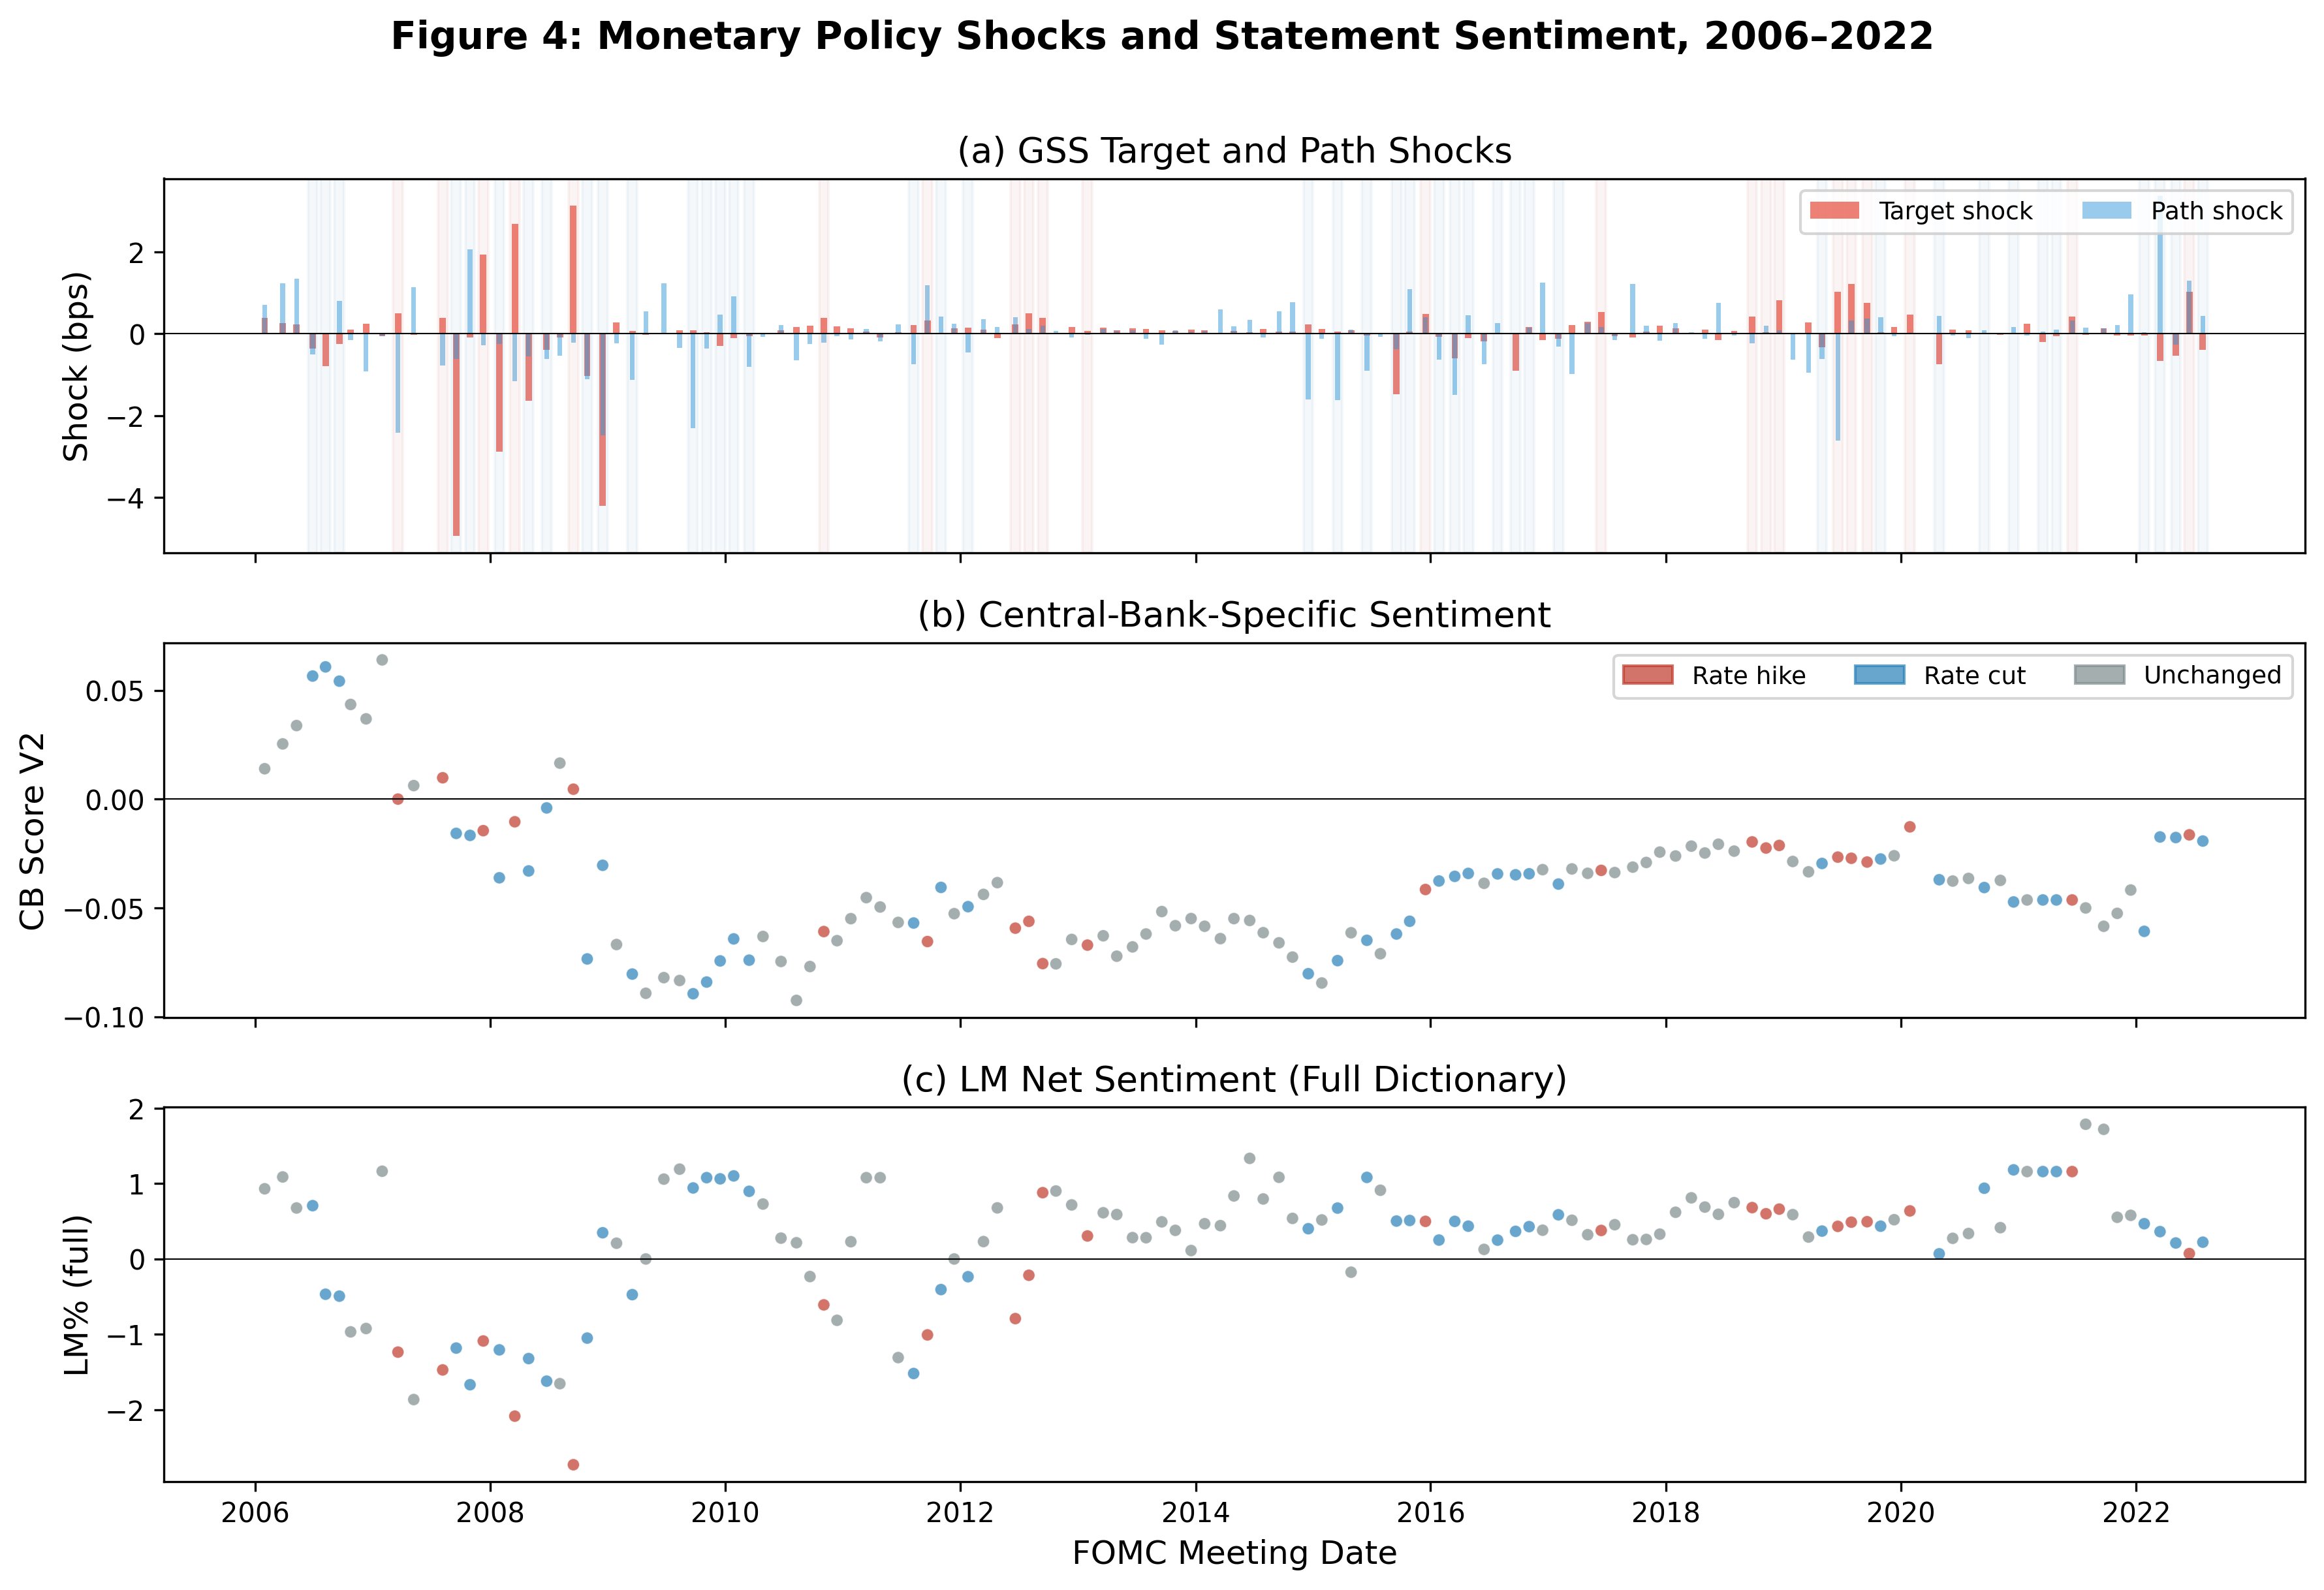 Figure 4: Monetary Policy Shocks and Statement Sentiment, 2006–2022
(a) GSS Target and Path Shocks
Target shock
Path shock
Shock (bps)
2
0
−2
−4
(b) Central-Bank-Specific Sentiment
Rate hike
Rate cut
Unchanged
CB Score V2
0.05
0.00
−0.05
−0.10
(c) LM Net Sentiment (Full Dictionary)
LM% (full)
2
1
0
−1
−2
2006
2008
2010
2012
2014
2016
2018
2020
2022
FOMC Meeting Date